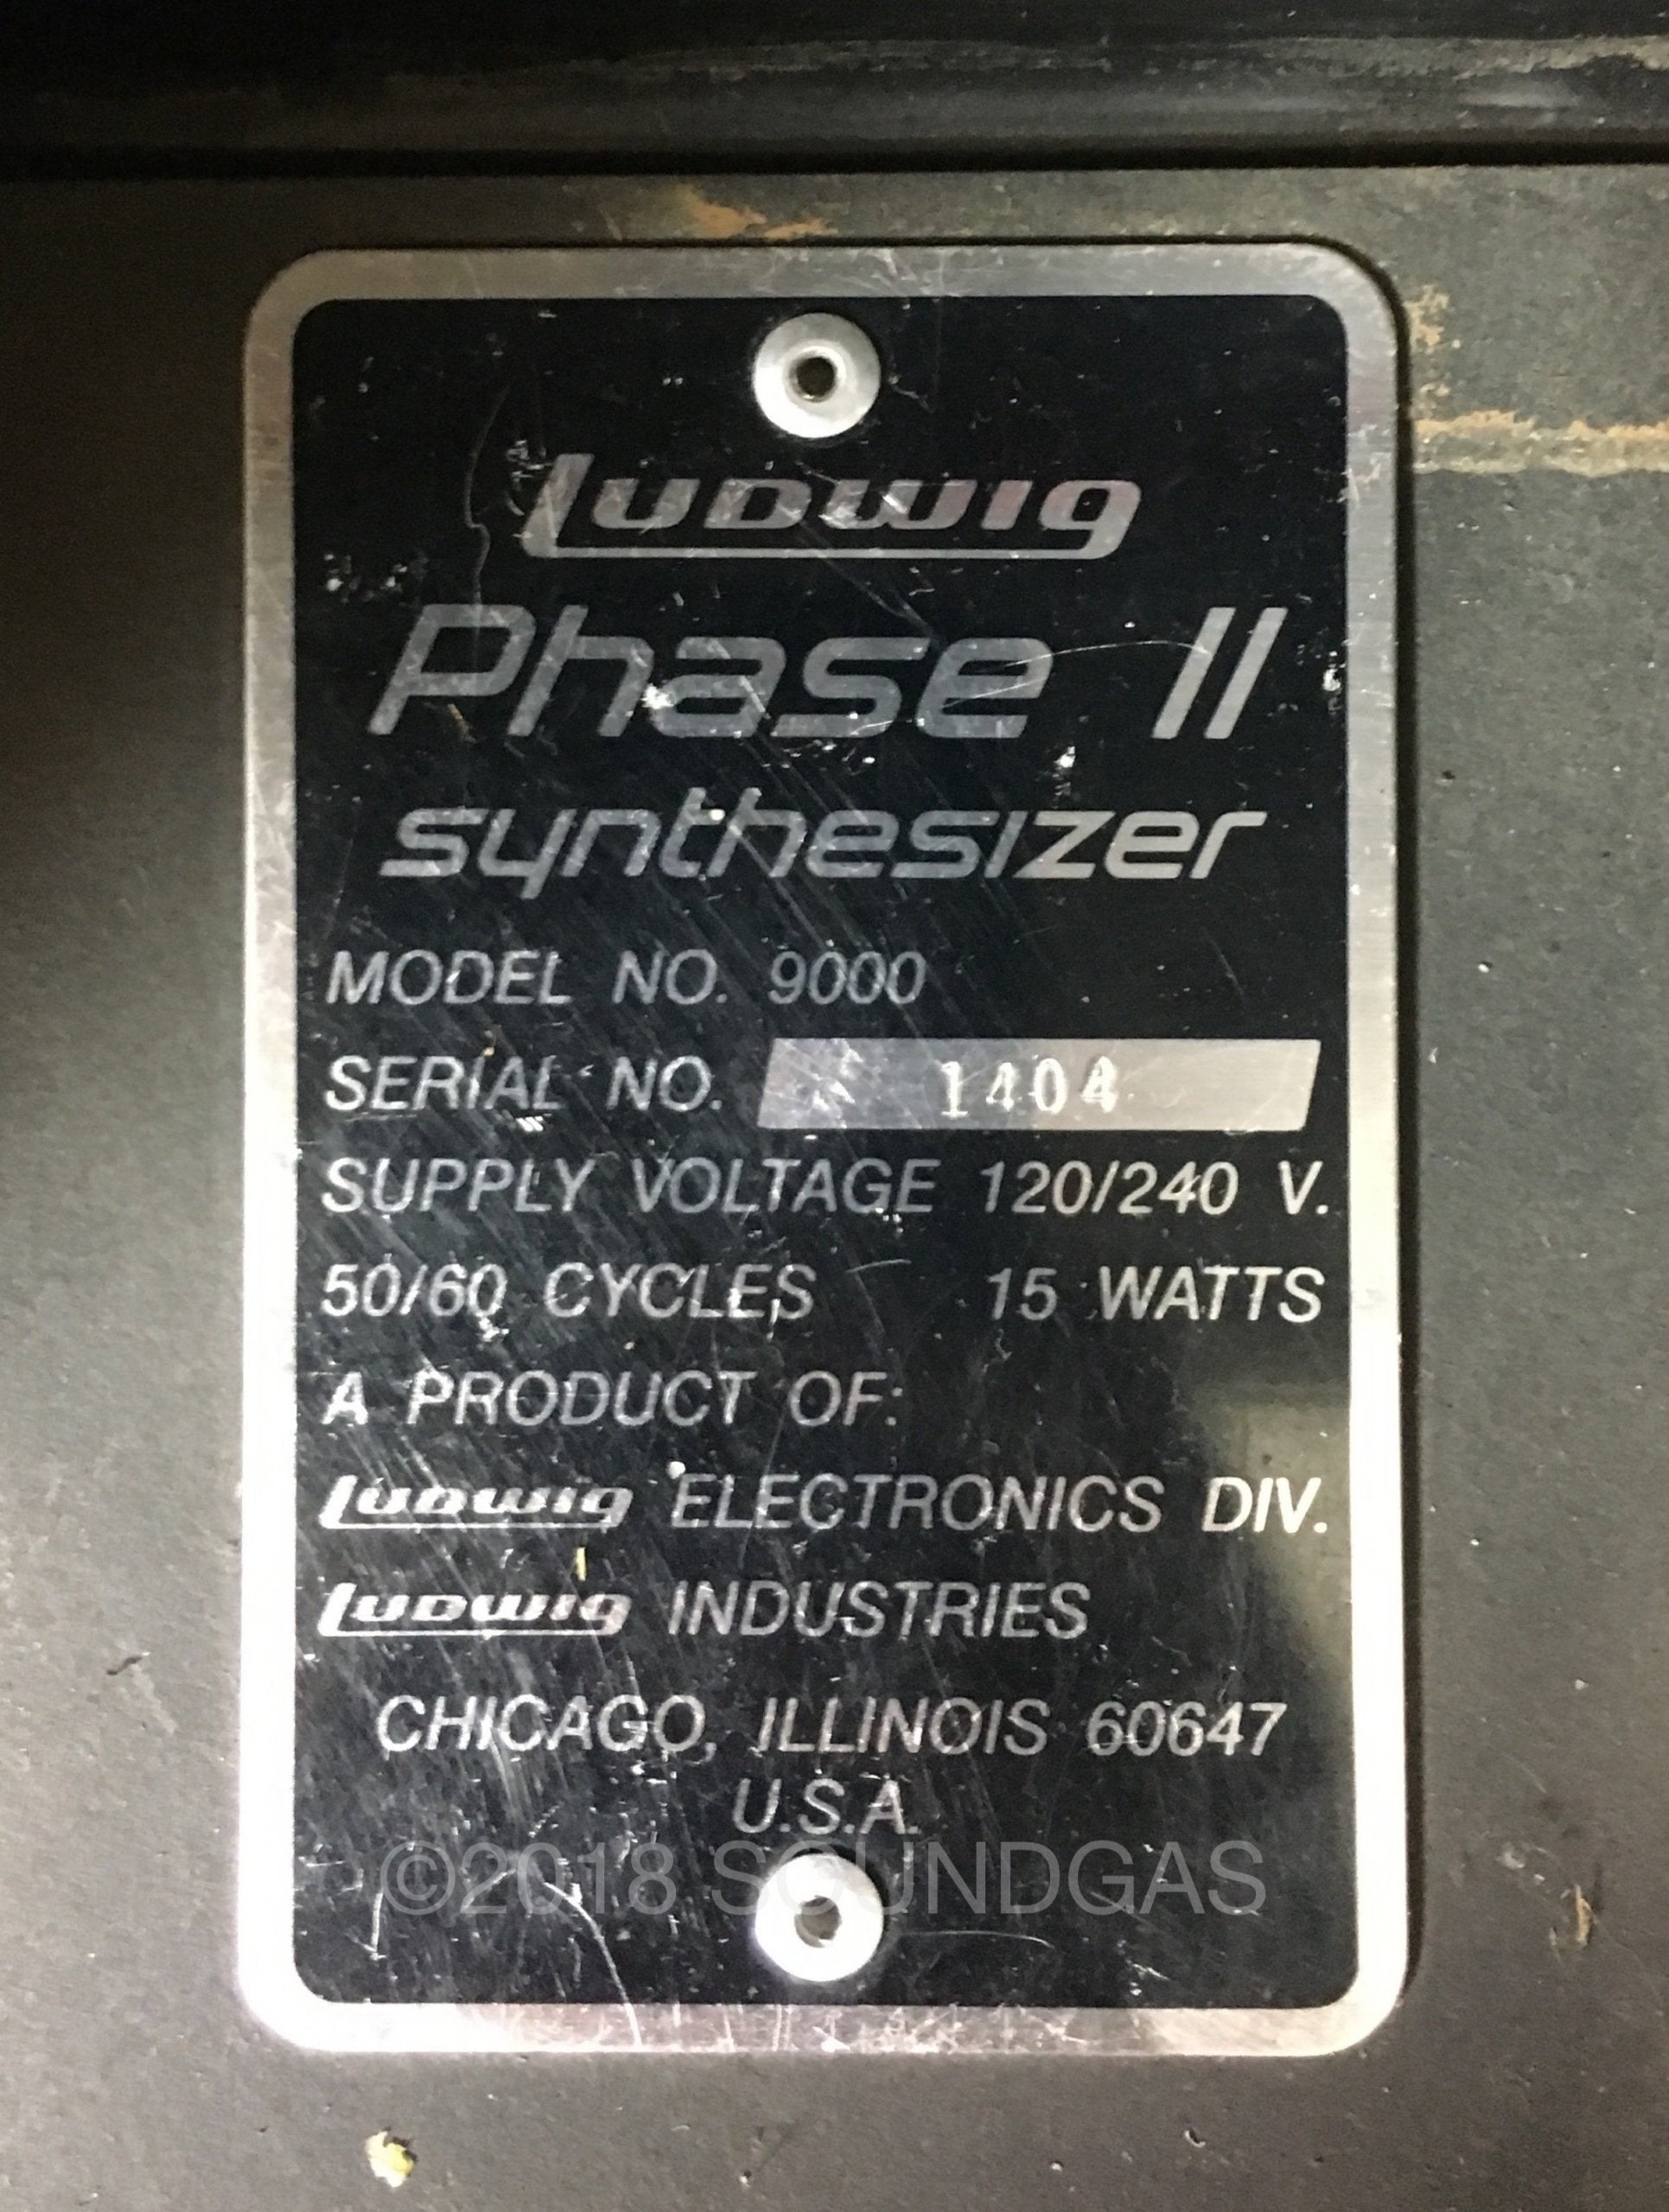 Ludwig
Phase II
synthesizer
MODEL NO. 9000
SERIAL NO. 1404
SUPPLY VOLTAGE 120/240 V.
50/60 CYCLES 15 WATTS
A PRODUCT OF:
Ludwig ELECTRONICS DIV.
Ludwig INDUSTRIES
CHICAGO, ILLINOIS 60647
U.S.A.
©2018 SOUNDGAS